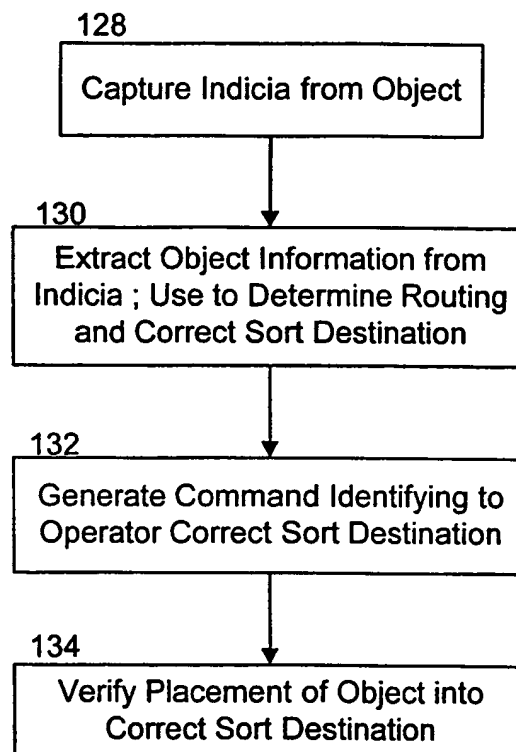 128
Capture Indicia from Object
130
Extract Object Information from
Indicia ; Use to Determine Routing
and Correct Sort Destination
132
Generate Command Identifying to
Operator Correct Sort Destination
134
Verify Placement of Object into
Correct Sort Destination